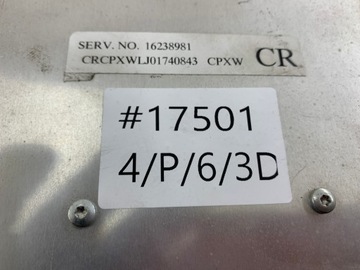 SERV. NO. 16238981
CRCPXWLJ01740843 CPXW CR
#17501
4/P/6/3D